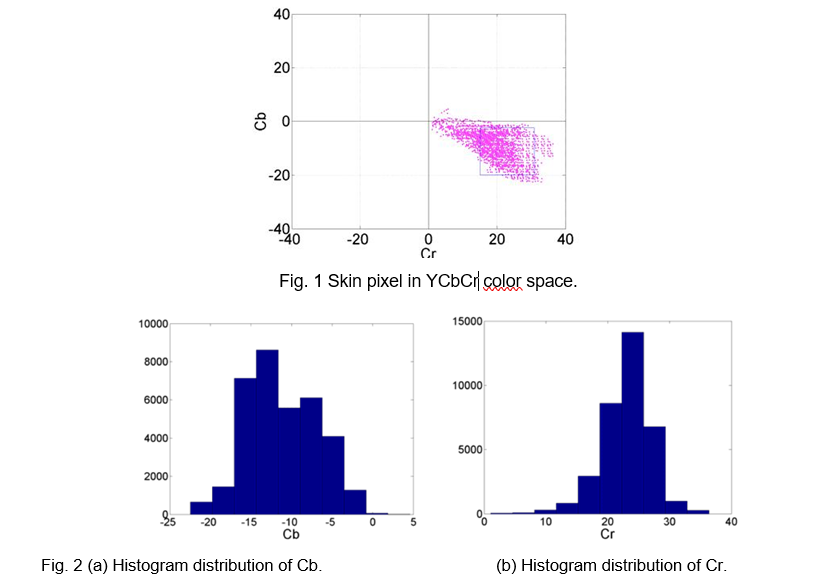 40
20
Cb
0
-20
-40
-40 -20 0 20 40
Cr
Fig. 1 Skin pixel in YCbCr color space.
10000
8000
6000
4000
2000
0
-25 -20 -15 -10 -5 0 5
Cb
15000
10000
5000
0
0 10 20 30 40
Cr
Fig. 2 (a) Histogram distribution of Cb. (b) Histogram distribution of Cr.